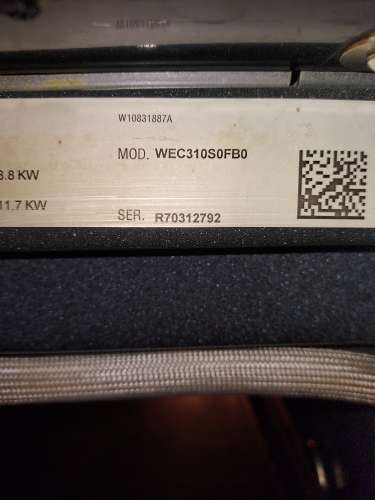 W10831887A
MOD. WEC310S0FB0
8.8 KW
11.7 KW
SER. R70312792